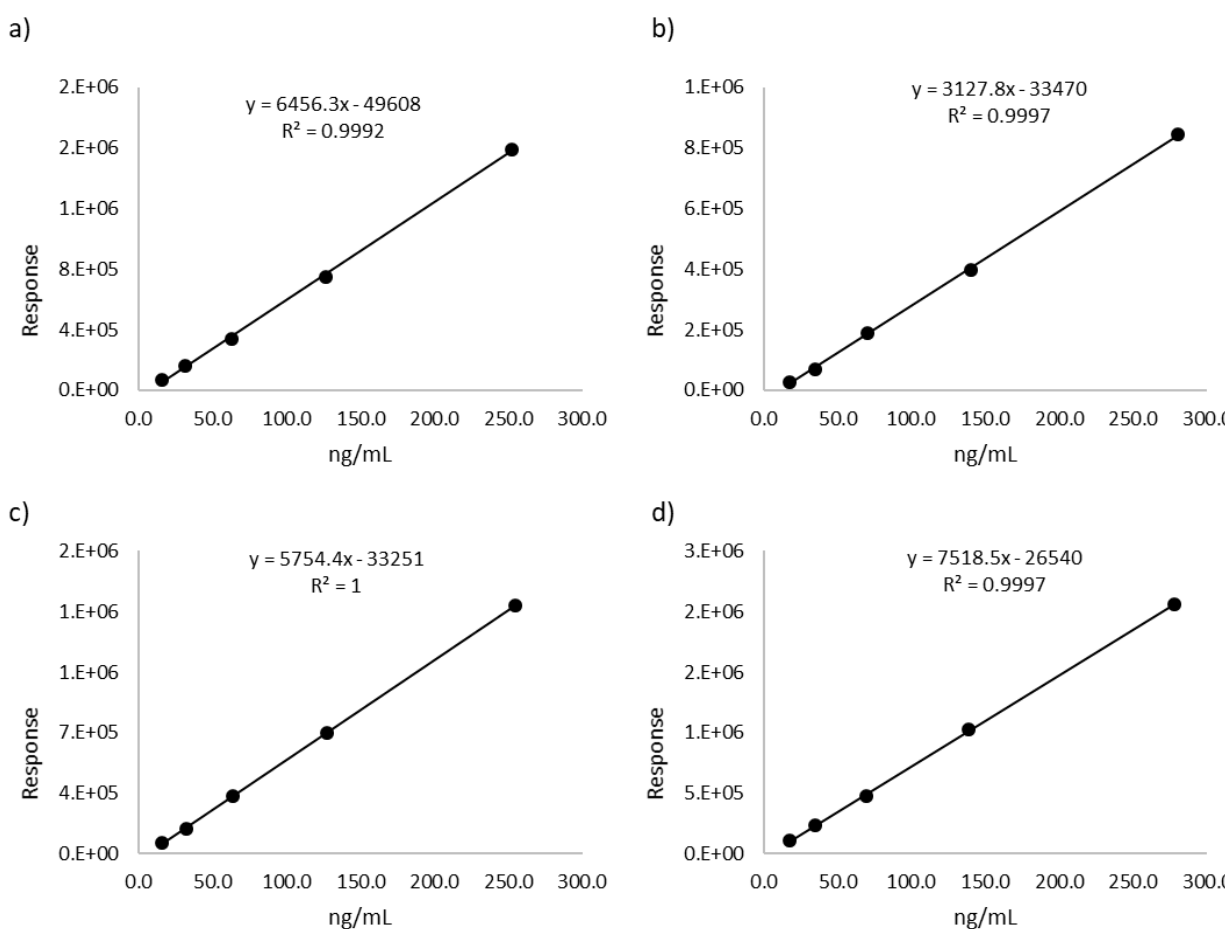 a)
y = 6456.3x - 49608
R² = 0.9992
2.E+06
2.E+06
1.E+06
8.E+05
4.E+05
0.E+00
Response
0.0 50.0 100.0 150.0 200.0 250.0 300.0
ng/mL
b)
y = 3127.8x - 33470
R² = 0.9997
1.E+06
8.E+05
6.E+05
4.E+05
2.E+05
0.E+00
Response
0.0 50.0 100.0 150.0 200.0 250.0 300.0
ng/mL
c)
y = 5754.4x - 33251
R² = 1
2.E+06
1.E+06
1.E+06
7.E+05
4.E+05
0.E+00
Response
0.0 50.0 100.0 150.0 200.0 250.0 300.0
ng/mL
d)
y = 7518.5x - 26540
R² = 0.9997
3.E+06
2.E+06
2.E+06
1.E+06
5.E+05
0.E+00
Response
0.0 50.0 100.0 150.0 200.0 250.0 300.0
ng/mL